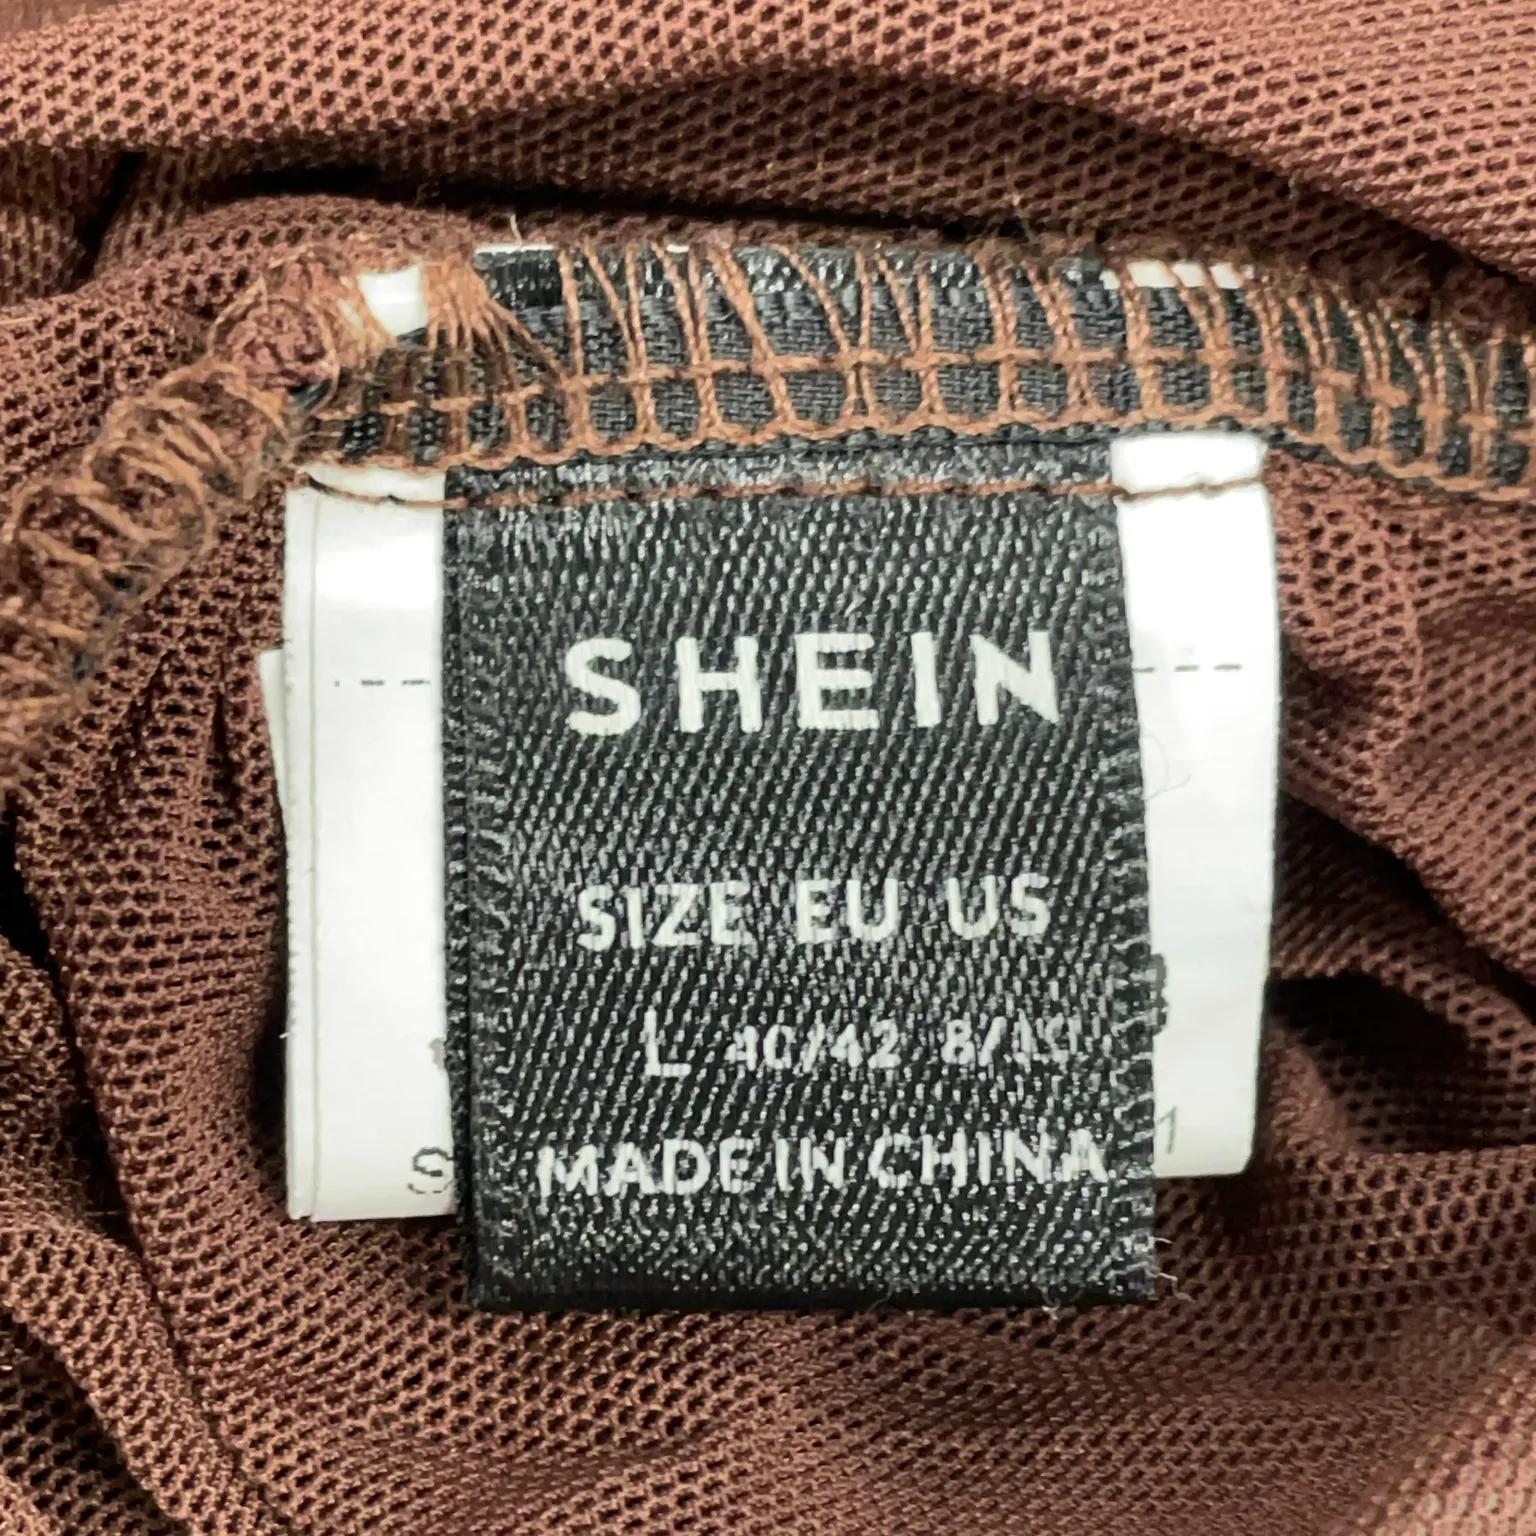 SHEIN
SIZE EU US
L 40/42 8/10
MADE IN CHINA